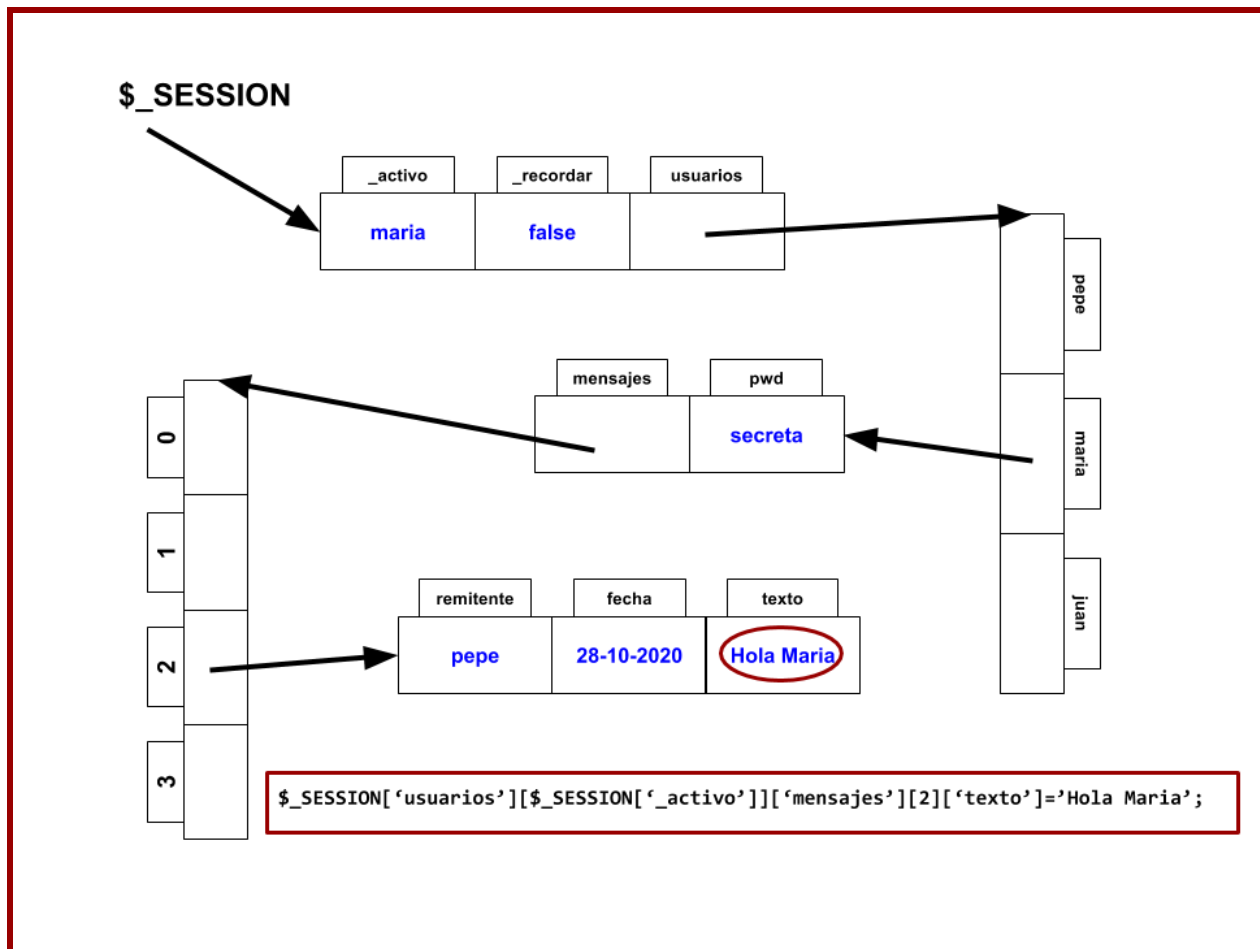 $_SESSION
_activo
_recordar
usuarios
maria
false
pepe
mensajes
pwd
secreta
maria
0
1
2
3
remitente
fecha
texto
pepe
28-10-2020
Hola Maria
juan
$_SESSION[‘usuarios’][$_SESSION[‘_activo’]][‘mensajes’][2][‘texto’]=’Hola Maria’;